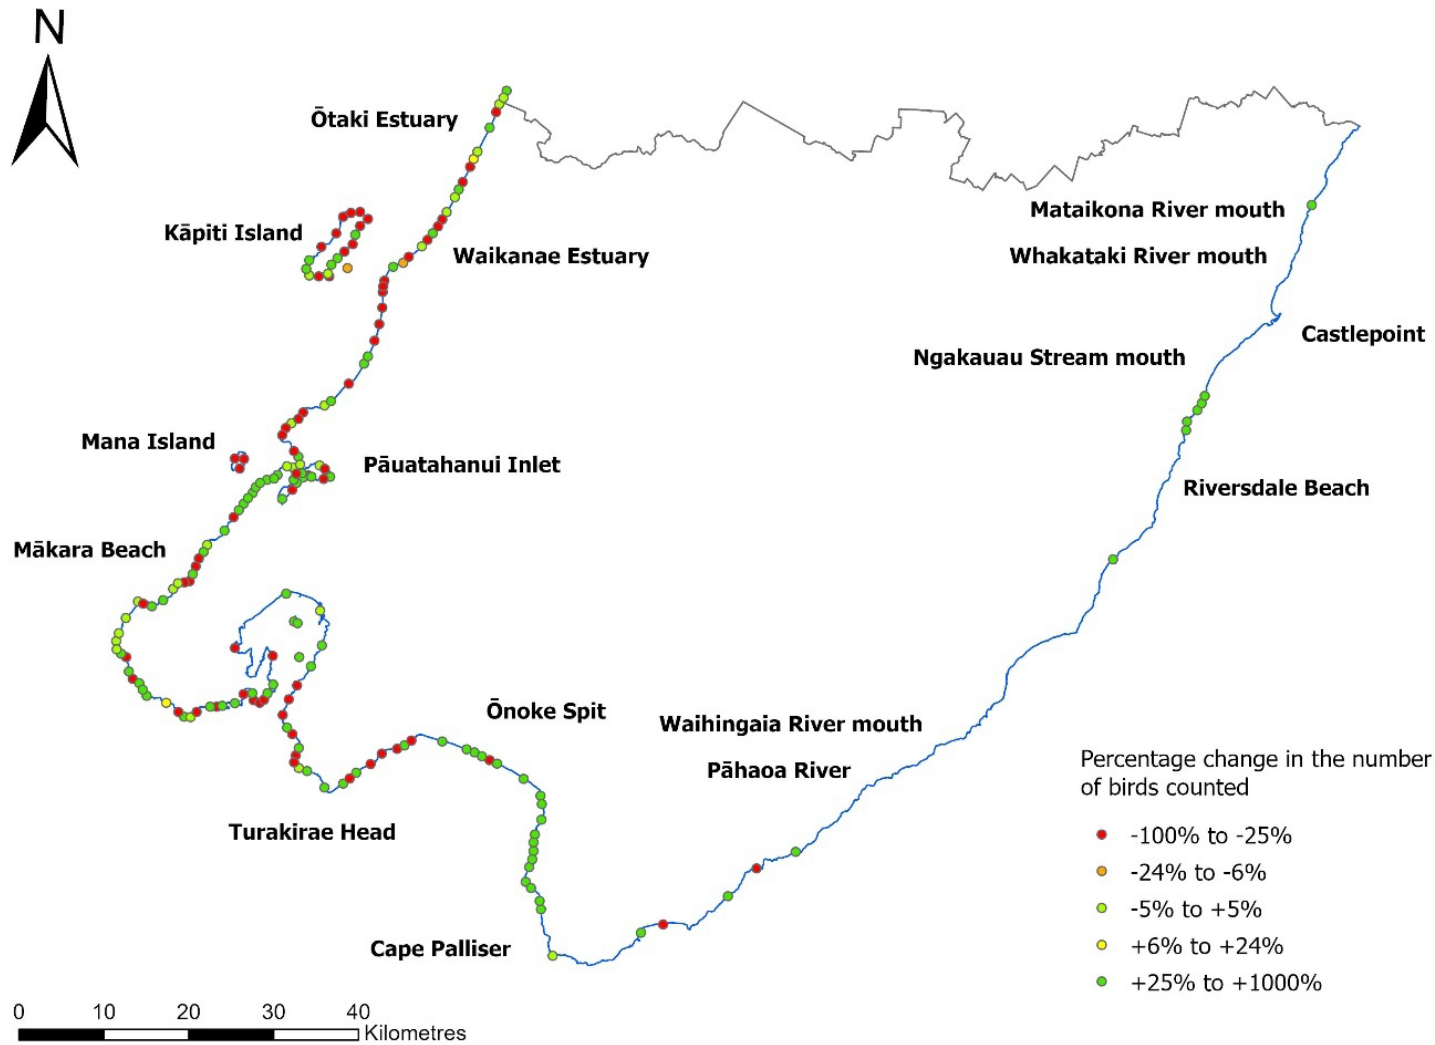 N
Ōtaki Estuary
Kāpiti Island
Waikanae Estuary
Mataikona River mouth
Whakataki River mouth
Castlepoint
Ngakauau Stream mouth
Mana Island
Pāuatahanui Inlet
Riversdale Beach
Mākara Beach
Ōnoke Spit
Waihingaia River mouth
Pāhaoa River
Turakirae Head
Cape Palliser
Percentage change in the number
of birds counted
-100% to -25%
-24% to -6%
-5% to +5%
+6% to +24%
+25% to +1000%
0 10 20 30 40
Kilometres